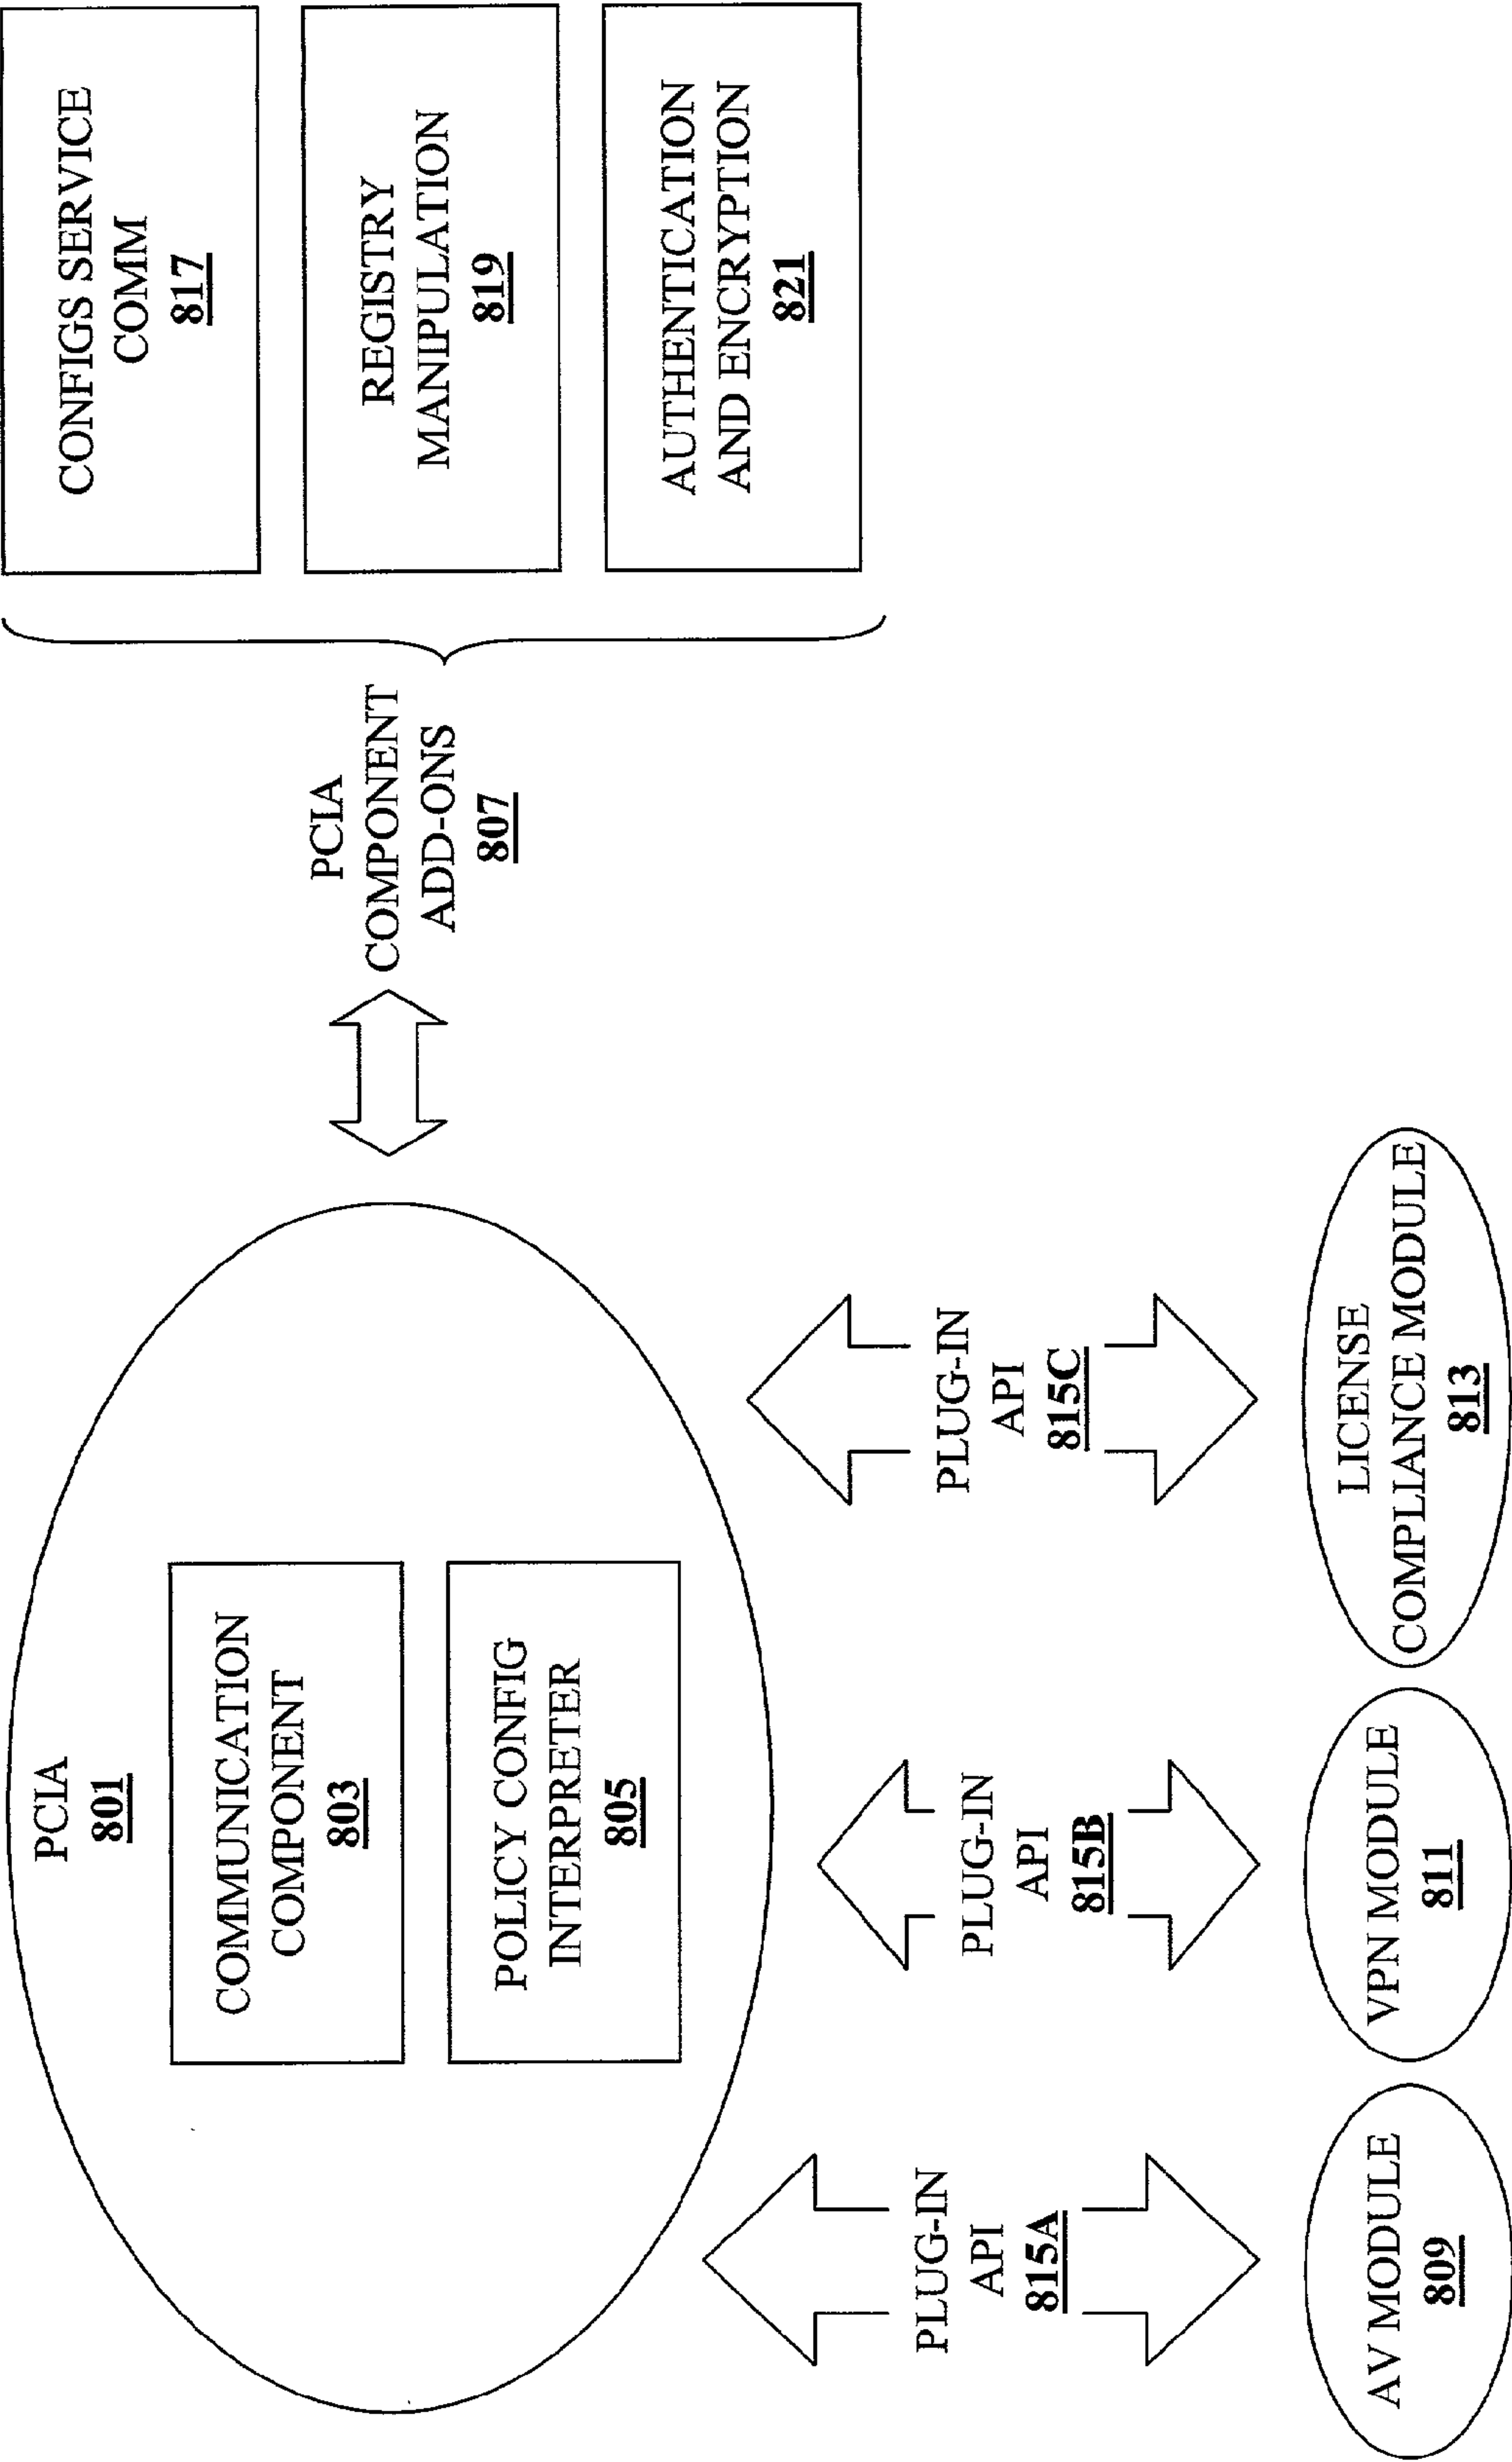 PCIA
801
COMMUNICATION
COMPONENT
803
POLICY CONFIG
INTERPRETER
805
PCIA
COMPONENT
ADD-ONS
807
CONFIGS SERVICE
COMM
817
REGISTRY
MANIPULATION
819
AUTHENTICATION
AND ENCRYPTION
821
PLUG-IN
API
815A
PLUG-IN
API
815B
PLUG-IN
API
815C
AV MODULE
809
VPN MODULE
811
LICENSE
COMPLIANCE MODULE
813